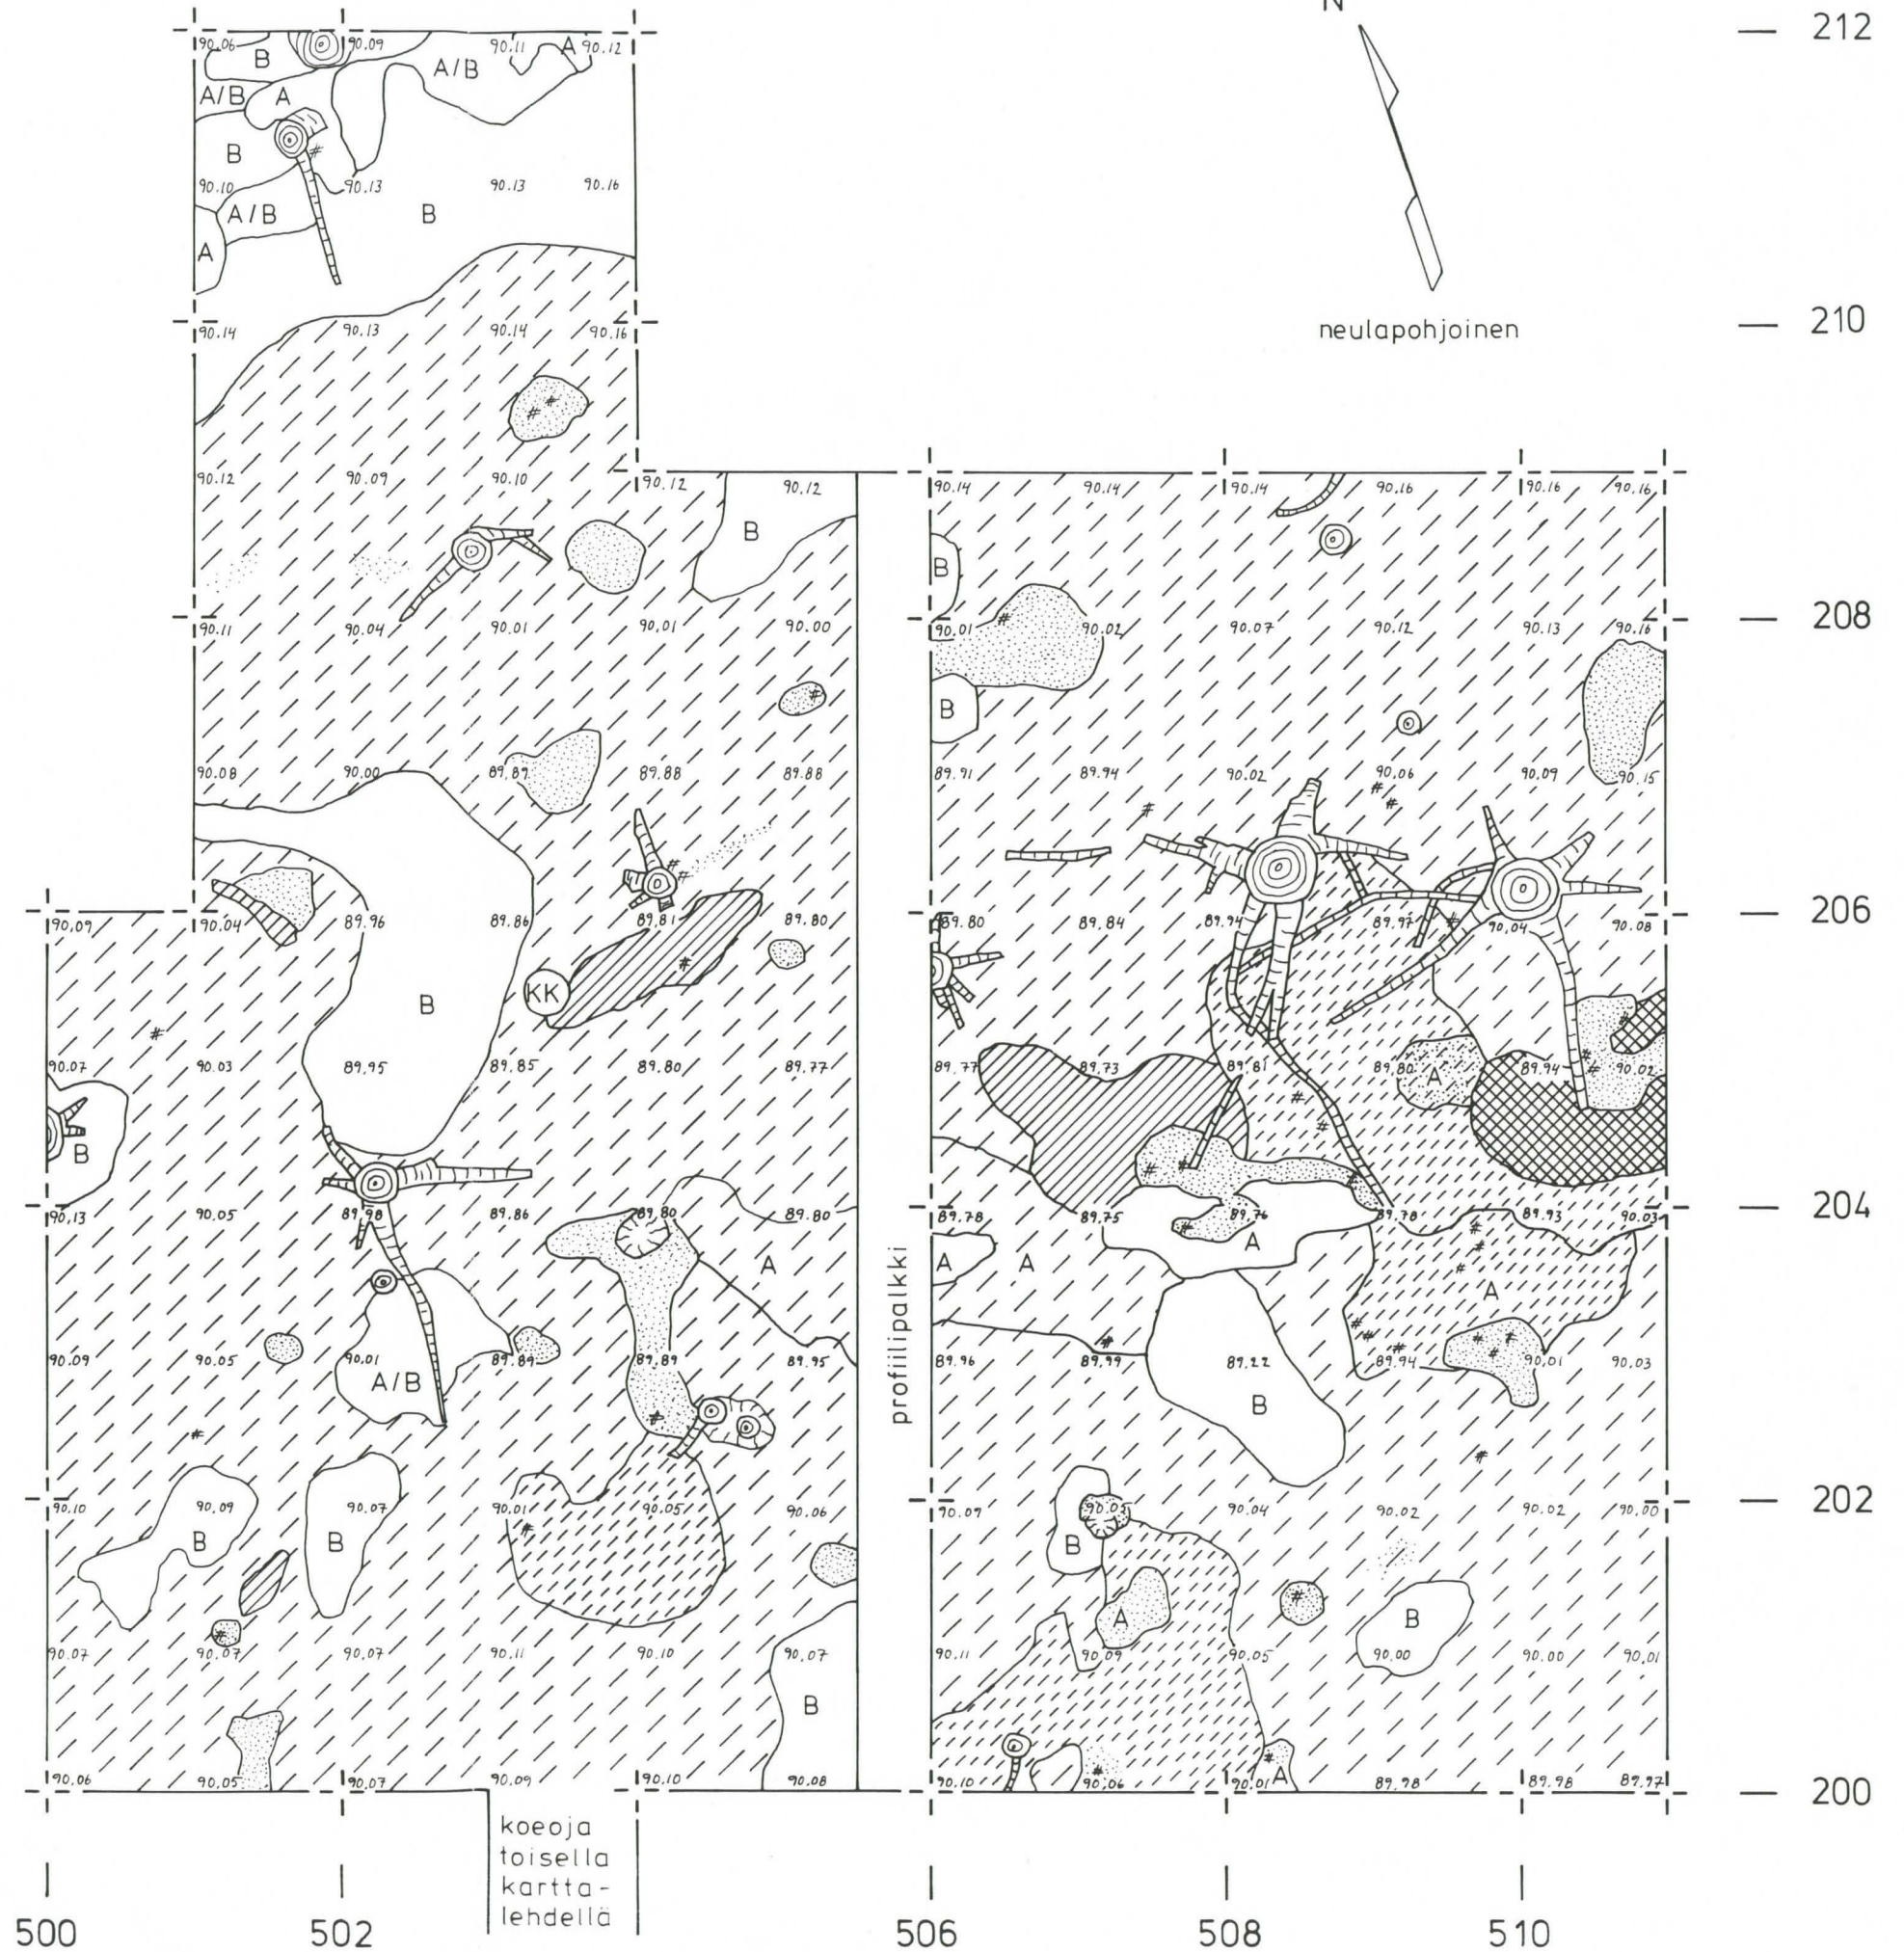 N
212
90.06 B 90.09 90.11 A 90.12
A/B
A/B A
B
90.10 90.13 90.13 90.16
A/B B
A
90.14 90.13 90.14 90.16
neulapohjoinen
210
90.12 90.09 90.10 90.12 90.12 90.14 90.14 90.14 90.16 90.16 90.16
B
B
90.11 90.04 90.01 90.01 90.00 90.01 90.02 90.07 90.12 90.13 90.16
208
B
90.08 90.00 89.89 89.88 89.88 89.91 89.94 90.02 90.06 90.09 90.15
90.09 90.04 89.96 89.86 89.81 89.80 89.80 89.84 89.94 89.97 90.04 90.08
206
KK
B
90.07 90.03 89.95 89.85 89.80 89.77 89.77 89.73 89.81 89.80 89.94 90.02
A
B
90.13 90.05 89.98 89.86 89.80 89.80 89.78 89.75 89.76 89.78 89.93 90.03
204
A A A A
A
profiilipalkki
90.09 90.05 90.01 89.89 89.89 89.95 89.96 89.99 89.22 89.94 90.01 90.03
A/B
B
90.10 90.09 90.07 90.01 90.05 90.06 90.09 90.04 90.02 90.02 90.00
202
B B B
A B
90.07 90.07 90.07 90.11 90.10 90.07 90.11 90.09 90.05 90.00 90.00 90.01
B
90.06 90.05 90.07 90.09 90.10 90.08 90.10 90.06 90.01 A 89.98 89.98 89.97
200
koeoja
toisella
kartta-
lehdellä
500 502 506 508 510